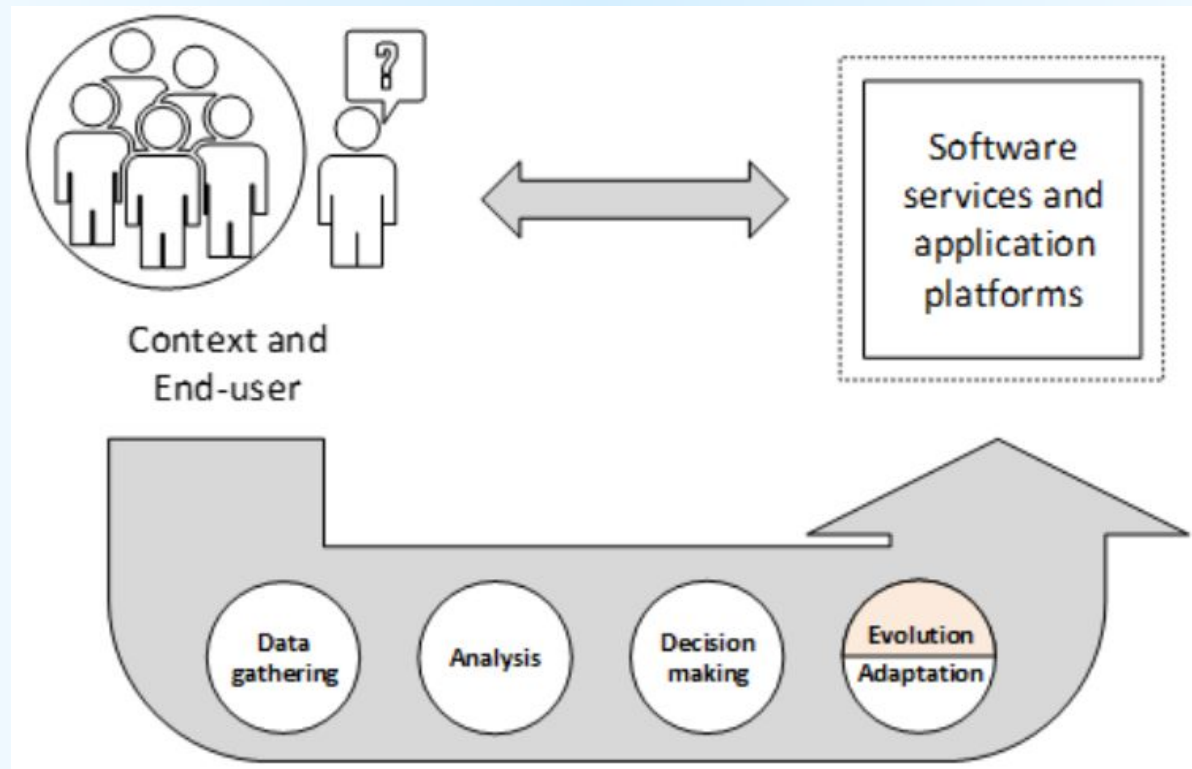 ?
Software
services and
application
platforms
Context and
End-user
Data
gathering
Analysis
Decision
making
Evolution
Adaptation